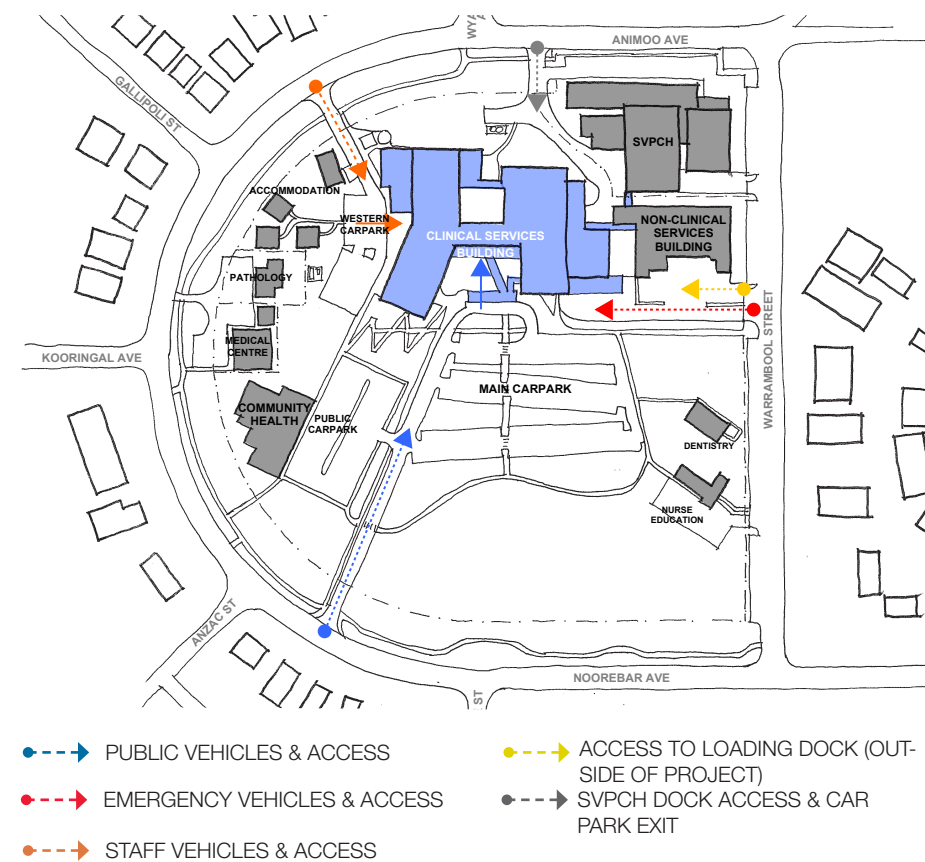 WYA
ANIMOO AVE
GALLIPOLI ST
SVPCH
ACCOMMODATION
WESTERN
CARPARK
NON-CLINICAL
SERVICES
BUILDING
CLINICAL SERVICES
BUILDING
PATHOLOGY
MEDICAL
CENTRE
KOORINGAL AVE
WARRAMBOOL STREET
MAIN CARPARK
COMMUNITY
HEALTH
PUBLIC
CARPARK
DENTISTRY
NURSE
EDUCATION
ANZAC ST
NOOREBAR AVE
ST
PUBLIC VEHICLES & ACCESS
EMERGENCY VEHICLES & ACCESS
STAFF VEHICLES & ACCESS
ACCESS TO LOADING DOCK (OUT-
SIDE OF PROJECT)
SVPCH DOCK ACCESS & CAR
PARK EXIT